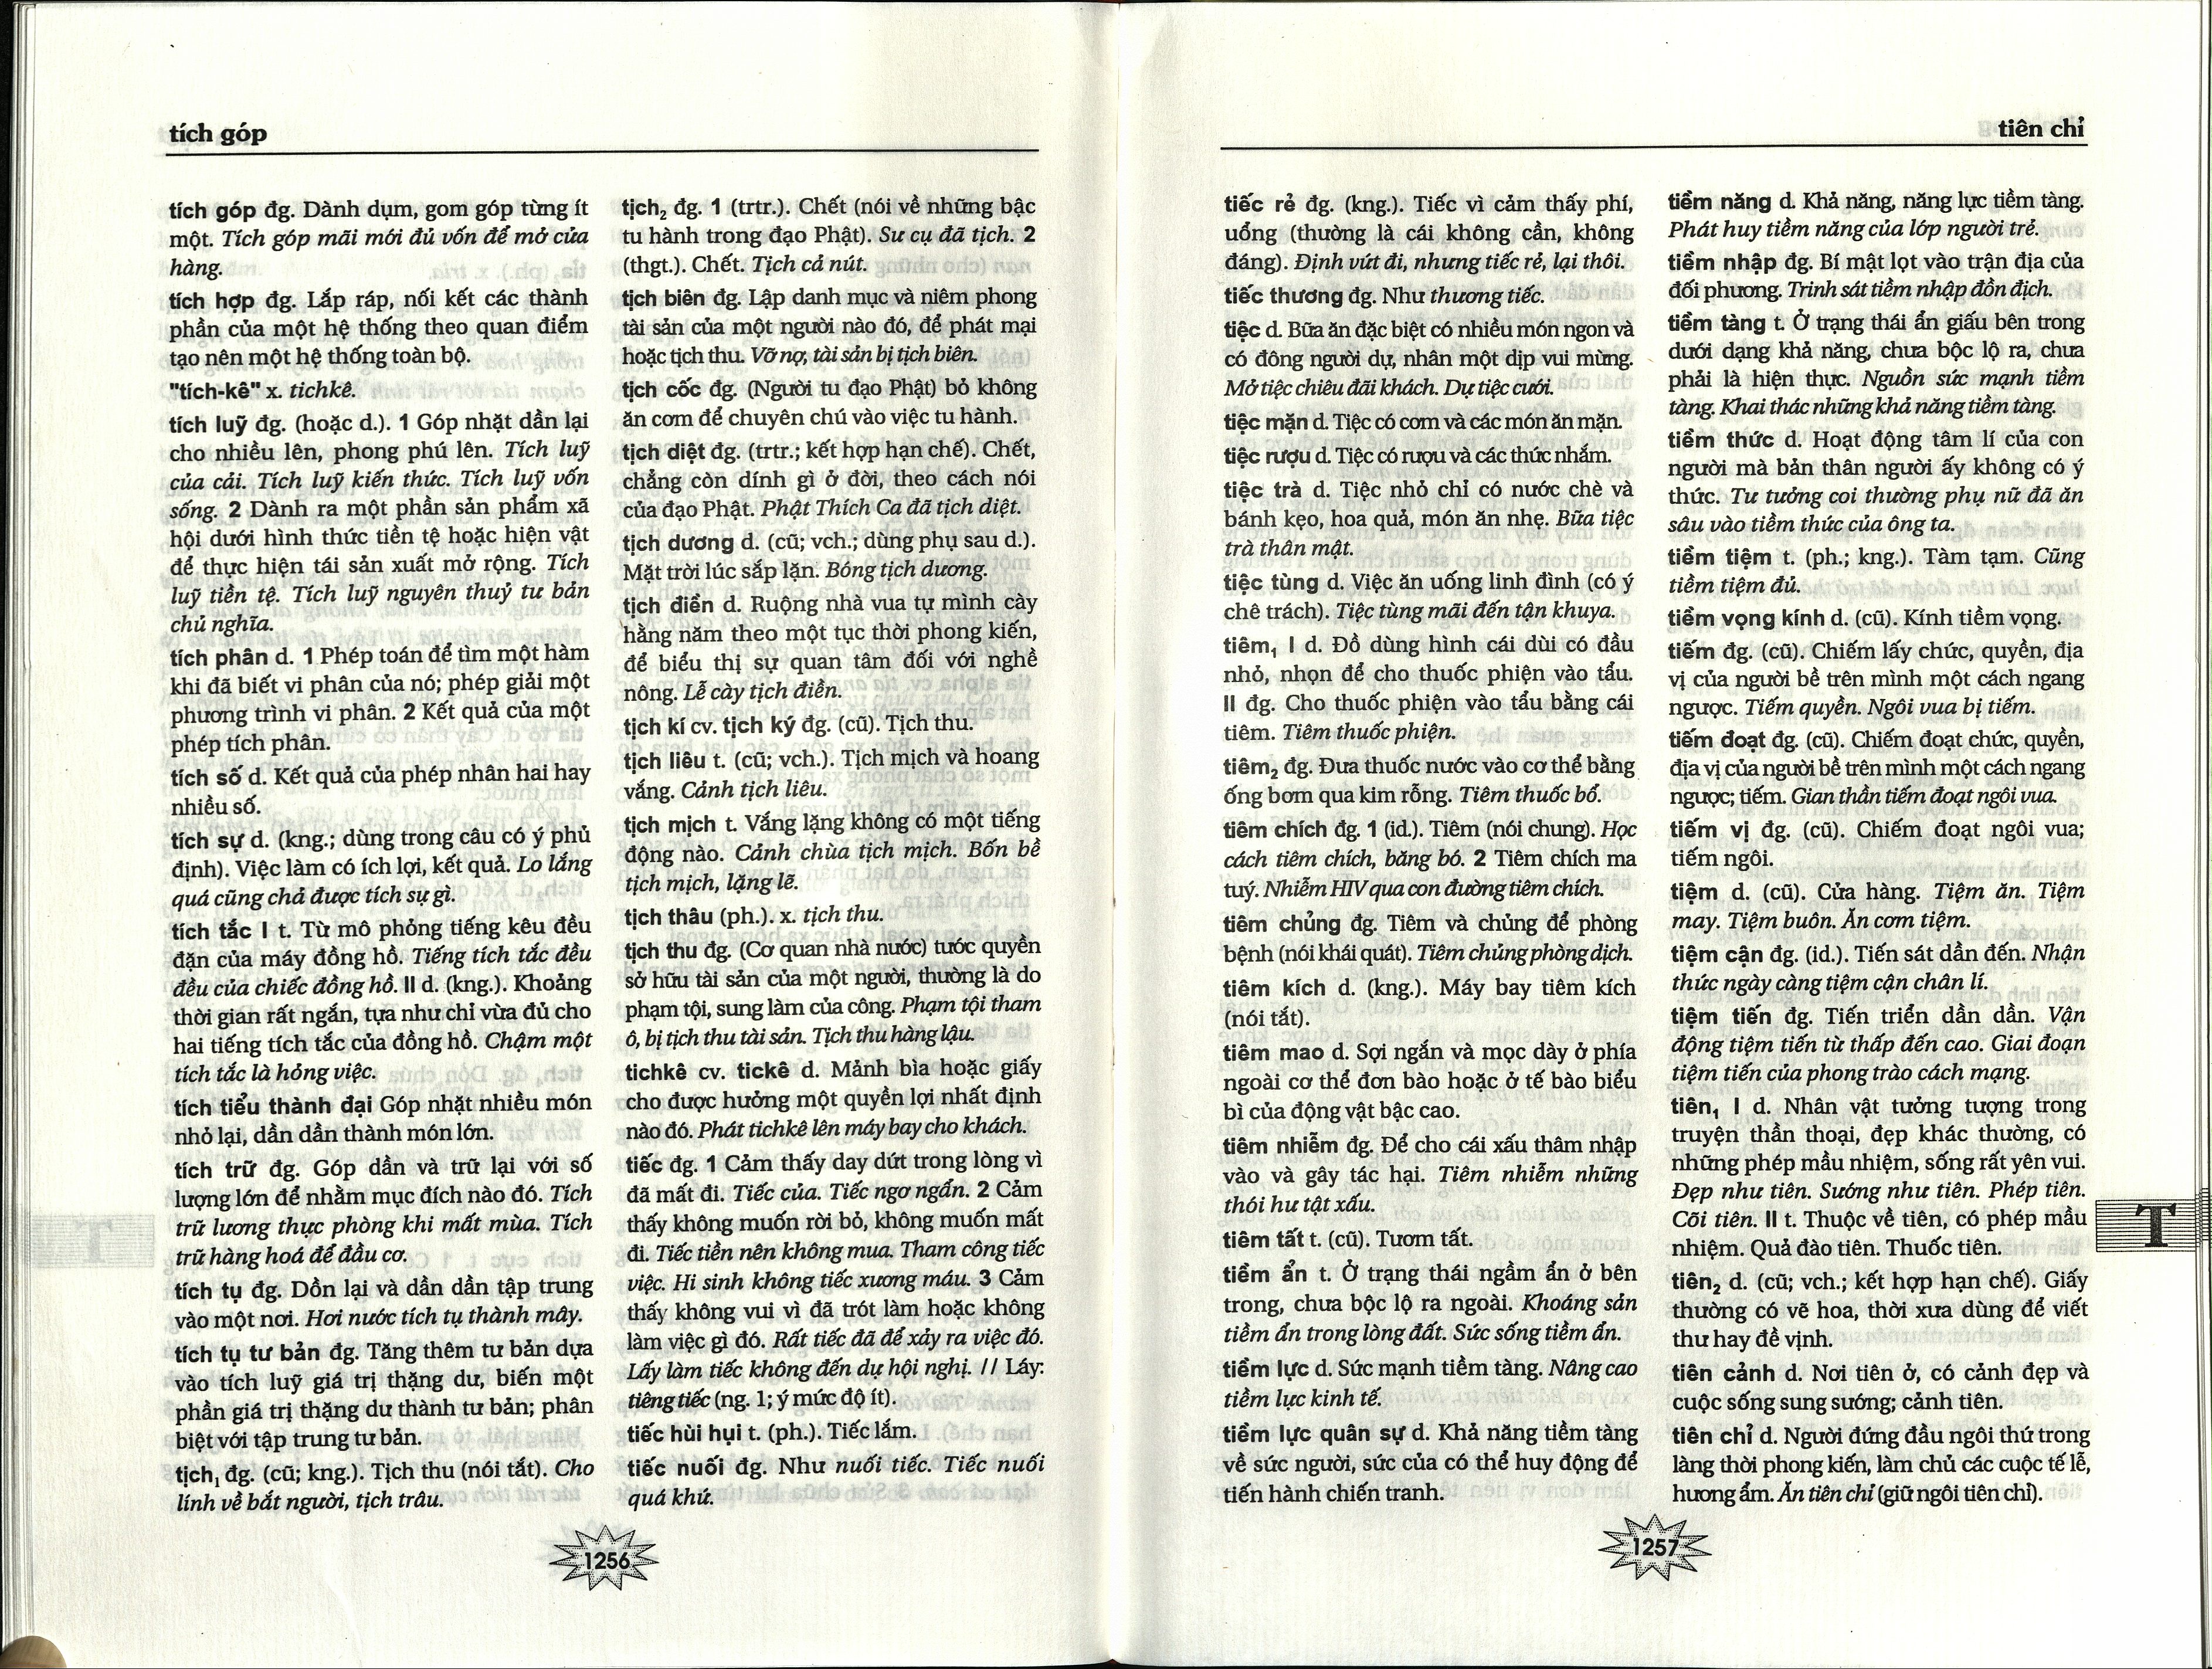 tích góp
tích góp đg. Dành dụm, gom góp từng ít
một. Tích góp mãi mới đủ vốn để mở cửa
hàng.
tích hợp đg. Lắp ráp, nối kết các thành
phần của một hệ thống theo quan điểm
tạo nên một hệ thống toàn bộ.
"tích-kê" x. tichkê.
tích luỹ đg. (hoặc d.). 1 Góp nhặt dần lại
cho nhiều lên, phong phú lên. Tích luỹ
của cải. Tích luỹ kiến thức. Tích luỹ vốn
sống. 2 Dành ra một phần sản phẩm xã
hội dưới hình thức tiền tệ hoặc hiện vật
để thực hiện tái sản xuất mở rộng. Tích
luỹ tiền tệ. Tích luỹ nguyên thuỷ tư bản
chủ nghĩa.
tích phân d. 1 Phép toán để tìm một hàm
khi đã biết vi phân của nó; phép giải một
phương trình vi phân. 2 Kết quả của một
phép tích phân.
tích số d. Kết quả của phép nhân hai hay
nhiều số.
tích sự d. (kng.; dùng trong câu có ý phủ
định). Việc làm có ích lợi, kết quả. Lo lắng
quá cũng chả được tích sự gì.
tích tắc I t. Từ mô phỏng tiếng kêu đều
đặn của máy đồng hồ. Tiếng tích tắc đều
đều của chiếc đồng hồ. II d. (kng.). Khoảng
thời gian rất ngắn, tựa như chỉ vừa đủ cho
hai tiếng tích tắc của đồng hồ. Chậm một
tích tắc là hỏng việc.
tích tiểu thành đại Góp nhặt nhiều món
nhỏ lại, dần dần thành món lớn.
tích trữ đg. Góp dần và trữ lại với số
lượng lớn để nhằm mục đích nào đó. Tích
trữ lương thực phòng khi mất mùa. Tích
trữ hàng hoá để đầu cơ.
tích tụ đg. Dồn lại và dần dần tập trung
vào một nơi. Hơi nước tích tụ thành mây.
tích tụ tư bản đg. Tăng thêm tư bản dựa
vào tích luỹ giá trị thặng dư, biến một
phần giá trị thặng dư thành tư bản; phân
biệt với tập trung tư bản.
tịch₁ đg. (cũ; kng.). Tịch thu (nói tắt). Cho
lính về bắt người, tịch trâu.
tịch₂ đg. 1 (trtr.). Chết (nói về những bậc
tu hành trong đạo Phật). Sư cụ đã tịch. 2
(thgt.). Chết. Tịch cả nút.
tịch biên đg. Lập danh mục và niêm phong
tài sản của một người nào đó, để phát mại
hoặc tịch thu. Vỡ nợ, tài sản bị tịch biên.
tịch cốc đg. (Người tu đạo Phật) bỏ không
ăn cơm để chuyên chú vào việc tu hành.
tịch diệt đg. (trtr.; kết hợp hạn chế). Chết,
chẳng còn dính gì ở đời, theo cách nói
của đạo Phật. Phật Thích Ca đã tịch diệt.
tịch dương d. (cũ; vch.; dùng phụ sau d.).
Mặt trời lúc sắp lặn. Bóng tịch dương.
tịch điền d. Ruộng nhà vua tự mình cày
hằng năm theo một tục thời phong kiến,
để biểu thị sự quan tâm đối với nghề
nông. Lễ cày tịch điền.
tịch kí cv. tịch ký đg. (cũ). Tịch thu.
tịch liêu t. (cũ; vch.). Tịch mịch và hoang
vắng. Cảnh tịch liêu.
tịch mịch t. Vắng lặng không có một tiếng
động nào. Cảnh chùa tịch mịch. Bốn bề
tịch mịch, lặng lẽ.
tịch thâu (ph.). x. tịch thu.
tịch thu đg. (Cơ quan nhà nước) tước quyền
sở hữu tài sản của một người, thường là do
phạm tội, sung làm của công. Phạm tội tham
ô, bị tịch thu tài sản. Tịch thu hàng lậu.
tichkê cv. tickê d. Mảnh bìa hoặc giấy
cho được hưởng một quyền lợi nhất định
nào đó. Phát tichkê lên máy bay cho khách.
tiếc đg. 1 Cảm thấy day dứt trong lòng vì
đã mất đi. Tiếc của. Tiếc ngơ ngẩn. 2 Cảm
thấy không muốn rời bỏ, không muốn mất
đi. Tiếc tiền nên không mua. Tham công tiếc
việc. Hi sinh không tiếc xương máu. 3 Cảm
thấy không vui vì đã trót làm hoặc không
làm việc gì đó. Rất tiếc đã để xảy ra việc đó.
Lấy làm tiếc không đến dự hội nghị. // Láy:
tiêng tiếc (ng. 1; ý mức độ ít).
tiếc hùi hụi t. (ph.). Tiếc lắm.
tiếc nuối đg. Như nuối tiếc. Tiếc nuối
quá khứ.
1256
tiên chỉ
tiếc rẻ đg. (kng.). Tiếc vì cảm thấy phí,
uổng (thường là cái không cần, không
đáng). Định vứt đi, nhưng tiếc rẻ, lại thôi.
tiếc thương đg. Như thương tiếc.
tiệc d. Bữa ăn đặc biệt có nhiều món ngon và
có đông người dự, nhân một dịp vui mừng.
Mở tiệc chiêu đãi khách. Dự tiệc cưới.
tiệc mặn d. Tiệc có cơm và các món ăn mặn.
tiệc rượu d. Tiệc có rượu và các thức nhắm.
tiệc trà d. Tiệc nhỏ chỉ có nước chè và
bánh kẹo, hoa quả, món ăn nhẹ. Bữa tiệc
trà thân mật.
tiệc tùng d. Việc ăn uống linh đình (có ý
chê trách). Tiệc tùng mãi đến tận khuya.
tiêm₁ I d. Đồ dùng hình cái dùi có đầu
nhỏ, nhọn để cho thuốc phiện vào tẩu.
II đg. Cho thuốc phiện vào tẩu bằng cái
tiêm. Tiêm thuốc phiện.
tiêm₂ đg. Đưa thuốc nước vào cơ thể bằng
ống bơm qua kim rỗng. Tiêm thuốc bổ.
tiêm chích đg. 1 (id.). Tiêm (nói chung). Học
cách tiêm chích, băng bó. 2 Tiêm chích ma
tuý. Nhiễm HIV qua con đường tiêm chích.
tiêm chủng đg. Tiêm và chủng để phòng
bệnh (nói khái quát). Tiêm chủng phòng dịch.
tiêm kích d. (kng.). Máy bay tiêm kích
(nói tắt).
tiêm mao d. Sợi ngắn và mọc dày ở phía
ngoài cơ thể đơn bào hoặc ở tế bào biểu
bì của động vật bậc cao.
tiêm nhiễm đg. Để cho cái xấu thâm nhập
vào và gây tác hại. Tiêm nhiễm những
thói hư tật xấu.
tiêm tất t. (cũ). Tươm tất.
tiềm ẩn t. Ở trạng thái ngầm ẩn ở bên
trong, chưa bộc lộ ra ngoài. Khoáng sản
tiềm ẩn trong lòng đất. Sức sống tiềm ẩn.
tiềm lực d. Sức mạnh tiềm tàng. Nâng cao
tiềm lực kinh tế.
tiềm lực quân sự d. Khả năng tiềm tàng
về sức người, sức của có thể huy động để
tiến hành chiến tranh.
tiềm năng d. Khả năng, năng lực tiềm tàng.
Phát huy tiềm năng của lớp người trẻ.
tiềm nhập đg. Bí mật lọt vào trận địa của
đối phương. Trinh sát tiềm nhập đồn địch.
tiềm tàng t. Ở trạng thái ẩn giấu bên trong
dưới dạng khả năng, chưa bộc lộ ra, chưa
phải là hiện thực. Nguồn sức mạnh tiềm
tàng. Khai thác những khả năng tiềm tàng.
tiềm thức d. Hoạt động tâm lí của con
người mà bản thân người ấy không có ý
thức. Tư tưởng coi thường phụ nữ đã ăn
sâu vào tiềm thức của ông ta.
tiềm tiệm t. (ph.; kng.). Tàm tạm. Cũng
tiềm tiệm đủ.
tiềm vọng kính d. (cũ). Kính tiềm vọng.
tiếm đg. (cũ). Chiếm lấy chức, quyền, địa
vị của người bề trên mình một cách ngang
ngược. Tiếm quyền. Ngôi vua bị tiếm.
tiếm đoạt đg. (cũ). Chiếm đoạt chức, quyền,
địa vị của người bề trên mình một cách ngang
ngược; tiếm. Gian thần tiếm đoạt ngôi vua.
tiếm vị đg. (cũ). Chiếm đoạt ngôi vua;
tiếm ngôi.
tiệm d. (cũ). Cửa hàng. Tiệm ăn. Tiệm
may. Tiệm buôn. Ăn cơm tiệm.
tiệm cận đg. (id.). Tiến sát dần đến. Nhận
thức ngày càng tiệm cận chân lí.
tiệm tiến đg. Tiến triển dần dần. Vận
động tiệm tiến từ thấp đến cao. Giai đoạn
tiệm tiến của phong trào cách mạng.
tiên₁ I d. Nhân vật tưởng tượng trong
truyện thần thoại, đẹp khác thường, có
những phép mầu nhiệm, sống rất yên vui.
Đẹp như tiên. Sướng như tiên. Phép tiên.
Cõi tiên. II t. Thuộc về tiên, có phép mầu
nhiệm. Quả đào tiên. Thuốc tiên.
tiên₂ d. (cũ; vch.; kết hợp hạn chế). Giấy
thường có vẽ hoa, thời xưa dùng để viết
thư hay đề vịnh.
tiên cảnh d. Nơi tiên ở, có cảnh đẹp và
cuộc sống sung sướng; cảnh tiên.
tiên chỉ d. Người đứng đầu ngôi thứ trong
làng thời phong kiến, làm chủ các cuộc tế lễ,
hương ẩm. Ăn tiên chỉ (giữ ngôi tiên chỉ).
T
1257